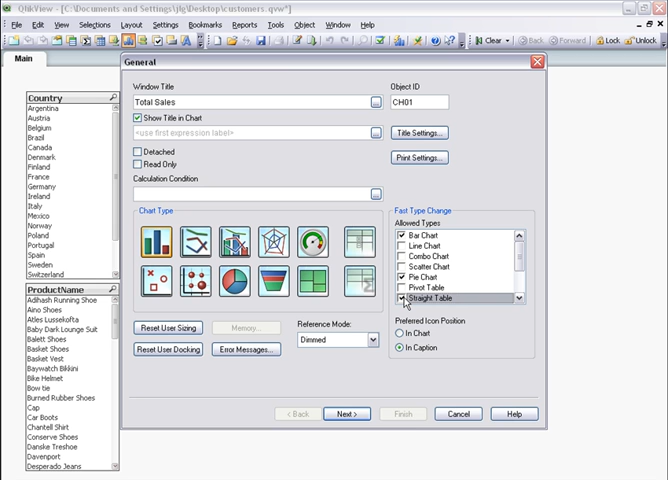 QlikView - [C:\Documents and Settings\jlg\Desktop\customers.qvw*]
File Edit View Selections Layout Settings Bookmarks Reports Tools Object Window Help
Clear Back Forward Lock Unlock
Main
General
Window Title
Total Sales
Object ID
CH01
Show Title in Chart
<use first expression label>
Title Settings...
Detached
Read Only
Print Settings...
Calculation Condition
Chart Type
Fast Type Change
Allowed Types
Bar Chart
Line Chart
Combo Chart
Scatter Chart
Pie Chart
Pivot Table
Straight Table
Preferred Icon Position
In Chart
In Caption
Reset User Sizing
Memory...
Reference Mode:
Dimmed
Reset User Docking
Error Messages...
< Back
Next >
Finish
Cancel
Help
Country
Argentina
Austria
Belgium
Brazil
Canada
Denmark
Finland
France
Germany
Ireland
Italy
Mexico
Norway
Poland
Portugal
Spain
Sweden
Switzerland
ProductName
Adihash Running Shoe
Aino Shoes
Atles Lussekofta
Baby Dark Lounge Suit
Balett Shoes
Basket Shoes
Basket Vest
Baywatch Bikkini
Bike Helmet
Bow tie
Burned Rubber Shoes
Cap
Car Boots
Chantell Shirt
Conserve Shoes
Danske Treshoe
Davenport
Desperado Jeans